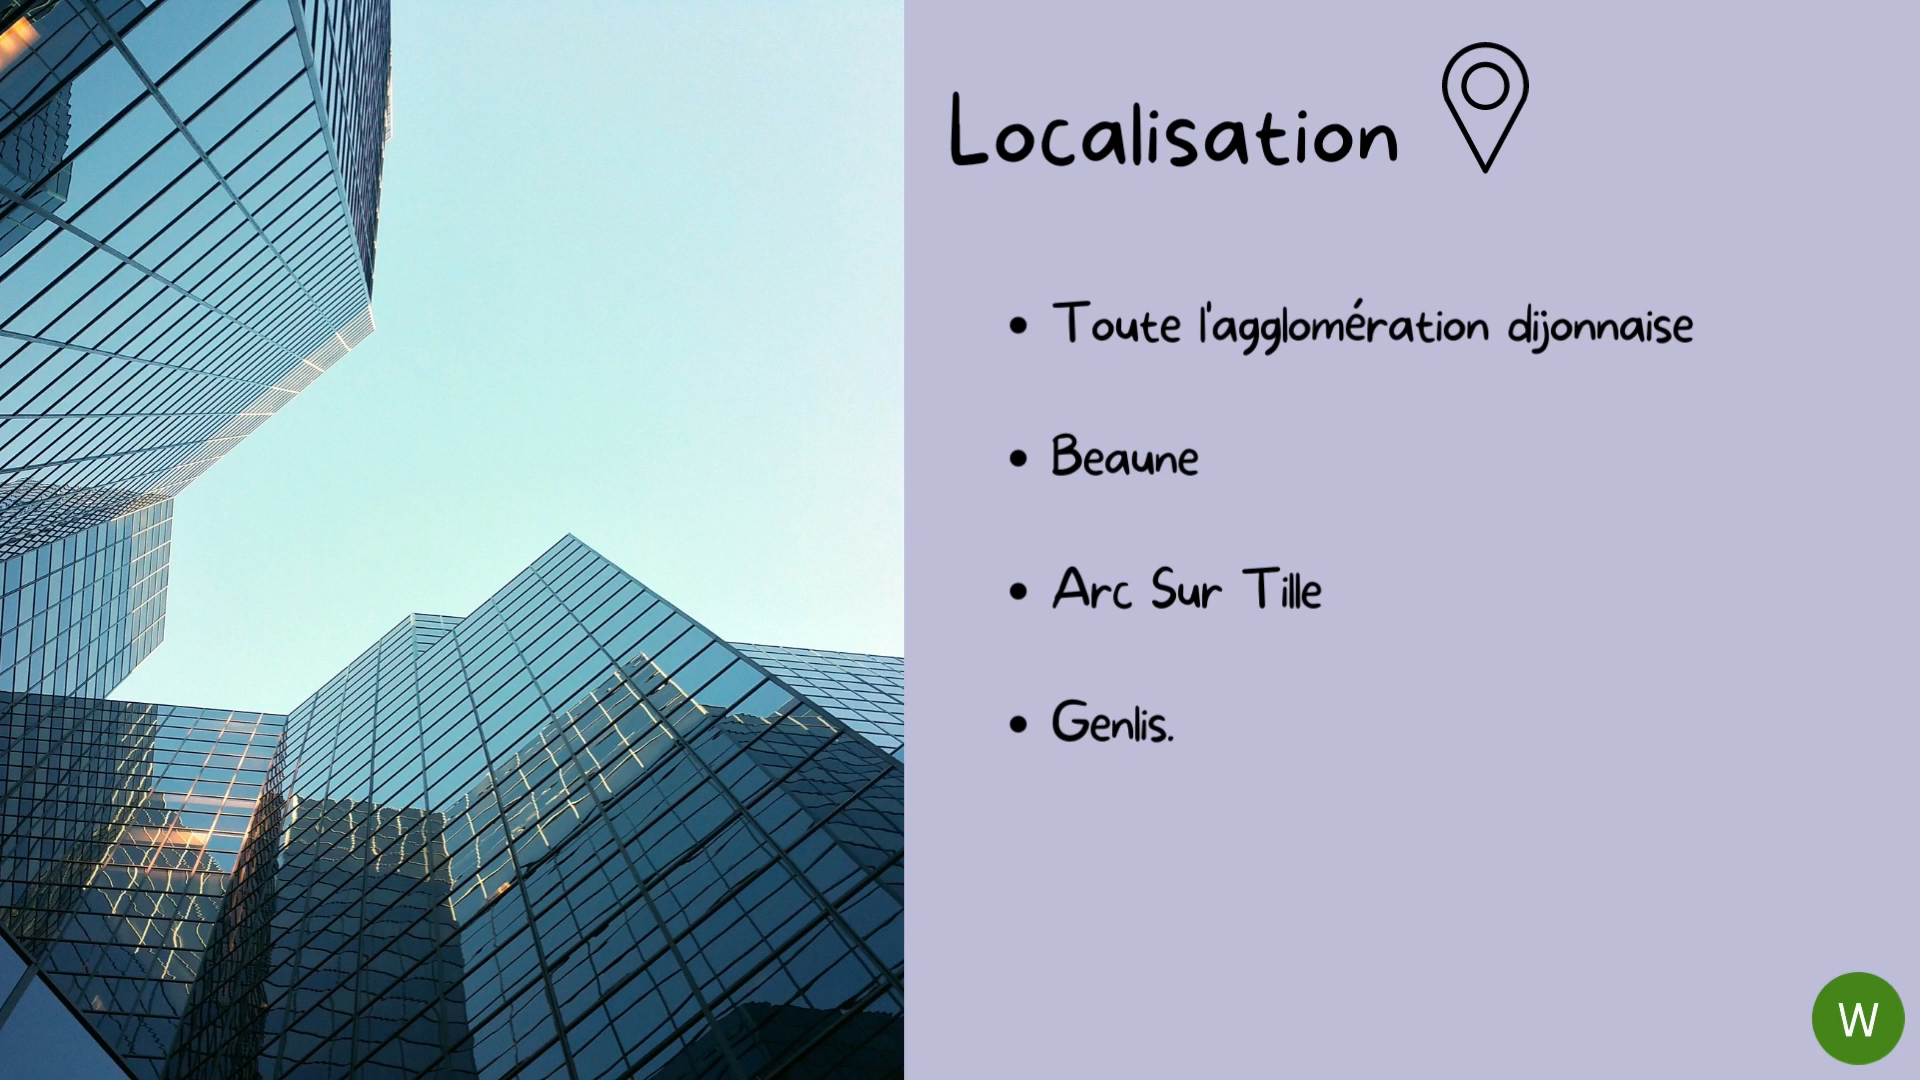 Localisation
Toute l'agglomération dijonnaise
Beaune
Arc Sur Tille
Genlis.
W